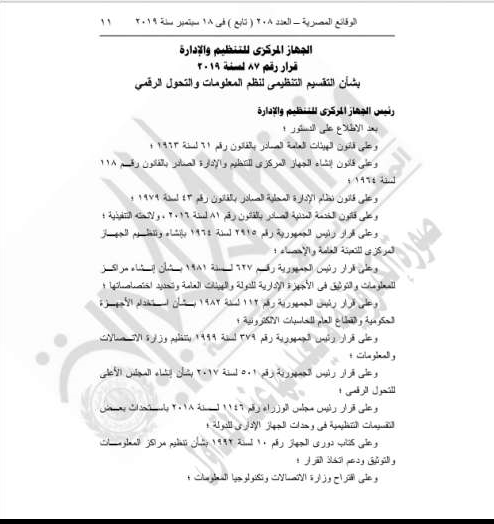 الوقائع المصرية – العدد ٢٠٨ ( تابع ) فى ١٨ سبتمبر سنة ٢٠١٩ ١١
الجهاز المركزى للتنظيم والإدارة
قرار رقم ٨٧ لسنة ٢٠١٩
بشأن التقسيم التنظيمى لنظم المعلومات والتحول الرقمي
رئيس الجهاز المركزى للتنظيم والإدارة
بعد الاطلاع على الدستور ؛
وعلى قانون الهيئات العامة الصادر بالقانون رقم ٦١ لسنة ١٩٦٣ ؛
وعلى قانون إنشاء الجهاز المركزى للتنظيم والإدارة الصادر بالقانون رقم ١١٨
لسنة ١٩٦٤ ؛
وعلى قانون نظام الإدارة المحلية الصادر بالقانون رقم ٤٣ لسنة ١٩٧٩ ؛
وعلى قانون الخدمة المدنية الصادر بالقانون رقم ٨١ لسنة ٢٠١٦ ، ولائحته التنفيذية ؛
وعلى قرار رئيس الجمهورية رقم ٢٩١٥ لسنة ١٩٦٤ بإنشاء وتنظيم الجهاز
المركزي للتعبئة العامة والإحصاء ؛
وعلى قرار رئيس الجمهورية رقم ٦٢٧ لسنة ١٩٨١ بشأن إنشاء مراكز
للمعلومات والتوثيق فى الأجهزة الإدارية للدولة والهيئات العامة وتحديد اختصاصاتها ؛
وعلى قرار رئيس الجمهورية رقم ١١٢ لسنة ١٩٨٢ بشأن استخدام الأجهزة
الحكومية والقطاع العام للحاسبات الالكترونية ؛
وعلى قرار رئيس الجمهورية رقم ٣٧٩ لسنة ١٩٩٩ بتنظيم وزارة الاتصالات
والمعلومات ؛
وعلى قرار رئيس الجمهورية رقم ٥٠١ لسنة ٢٠١٧ بشأن إنشاء المجلس الأعلى
للتحول الرقمى ؛
وعلى قرار رئيس مجلس الوزراء رقم ١١٤٦ لسنة ٢٠١٨ باستحداث بعض
التقسيمات التنظيمية فى وحدات الجهاز الإدارى للدولة ؛
وعلى كتاب دورى الجهاز رقم ١٠ لسنة ١٩٩٢ بشأن تنظيم مراكز المعلومات
والتوثيق ودعم اتخاذ القرار ؛
وعلى اقتراح وزارة الاتصالات وتكنولوجيا المعلومات ؛